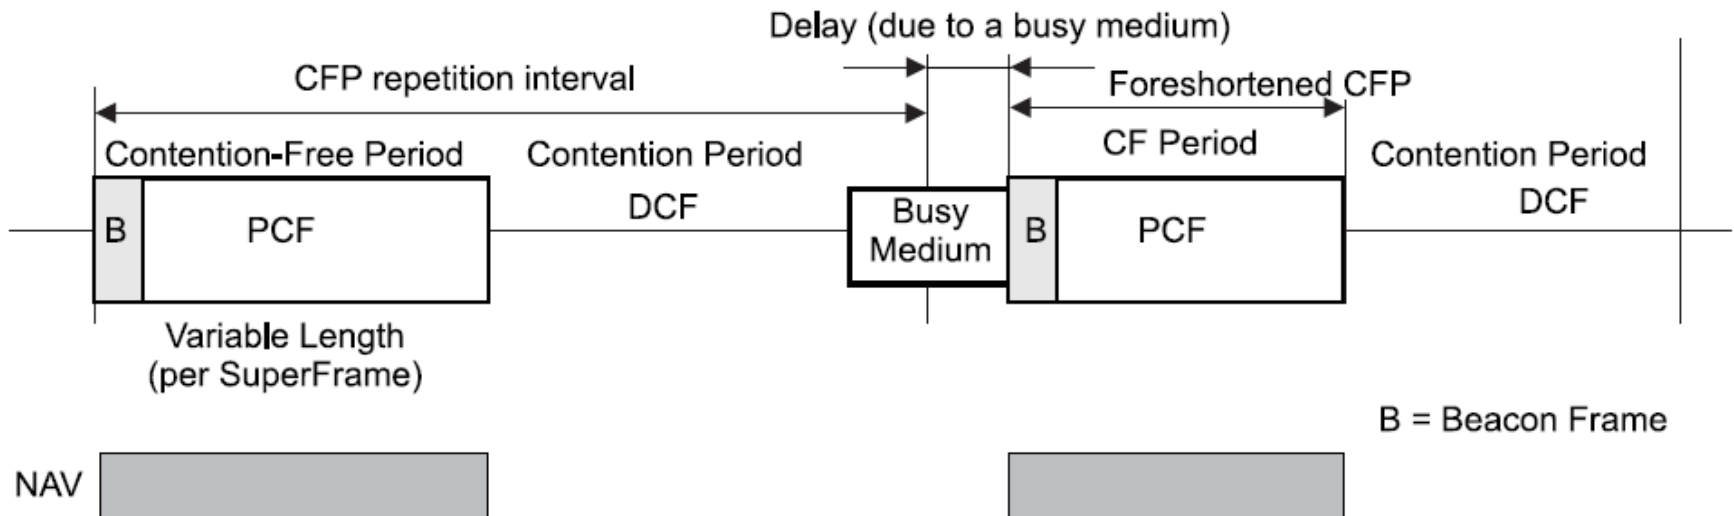 Delay (due to a busy medium)
CFP repetition interval
Foreshortened CFP
Contention-Free Period
Contention Period
CF Period
Contention Period
B
PCF
DCF
Busy
Medium
B
PCF
DCF
Variable Length
(per SuperFrame)
B = Beacon Frame
NAV